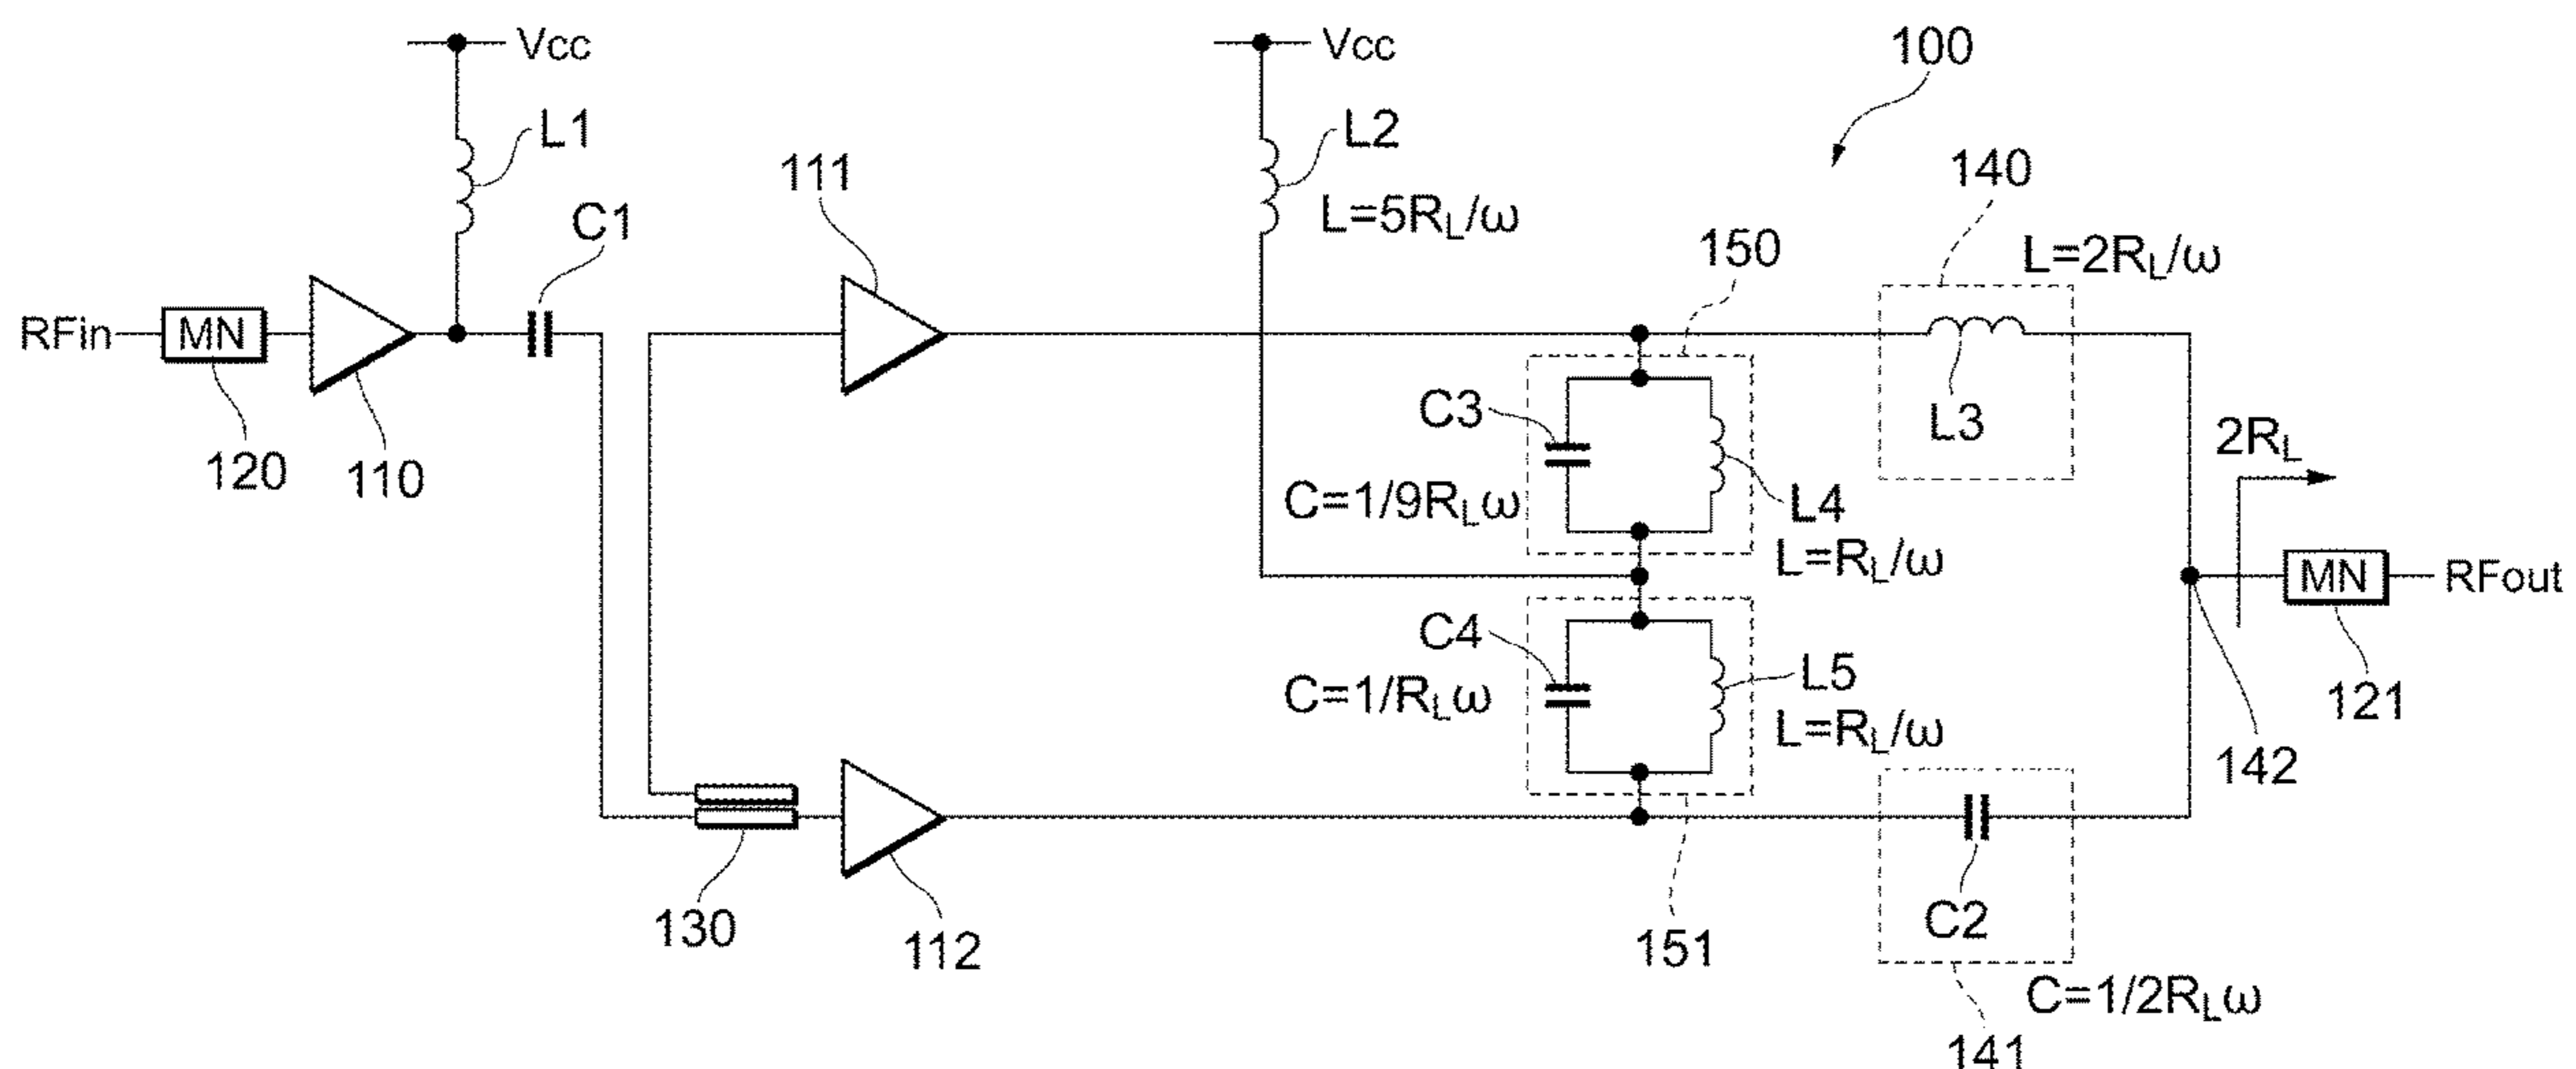 Vcc
Vcc
100
L1
L2
111
140
C1
L=5RL/ω
150
L=2RL/ω
RFin
MN
C3
L3
2RL
120
110
C=1/9RLω
L4
L=RL/ω
MN
RFout
C4
L5
C=1/RLω
L=RL/ω
121
142
130
112
151
C2
C=1/2RLω
141